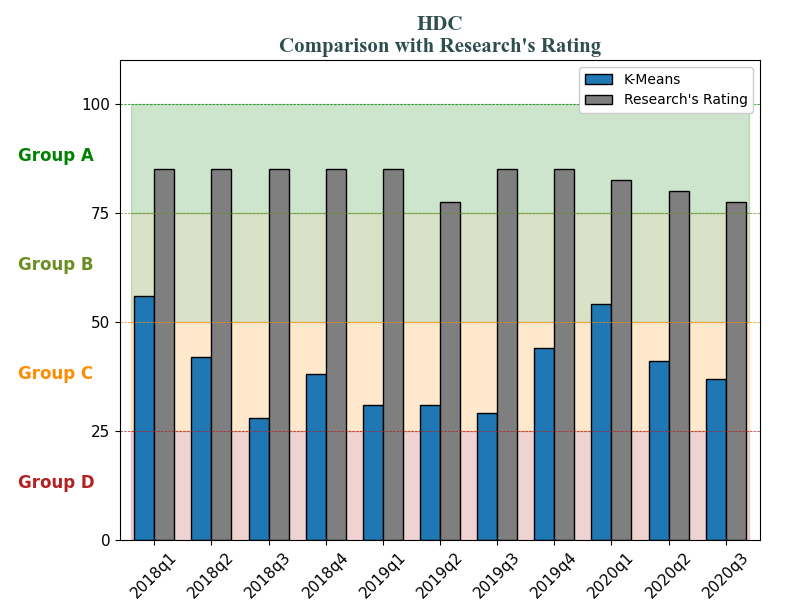 HDC
Comparison with Research's Rating
K-Means
Research's Rating
100
Group A
75
Group B
50
Group C
25
Group D
0
2018q1
2018q2
2018q3
2018q4
2019q1
2019q2
2019q3
2019q4
2020q1
2020q2
2020q3